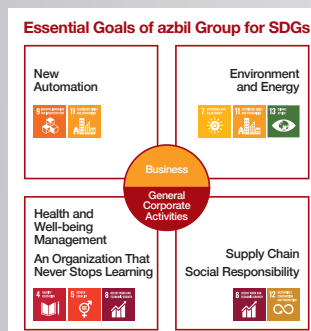 Essential Goals of azbil Group for SDGs
New
Automation
9
11
Environment
and Energy
7
11
13
Business
General
Corporate
Activities
Health and
Well-being
Management
An Organization That
Never Stops Learning
4
5
8
Supply Chain
Social Responsibility
8
12